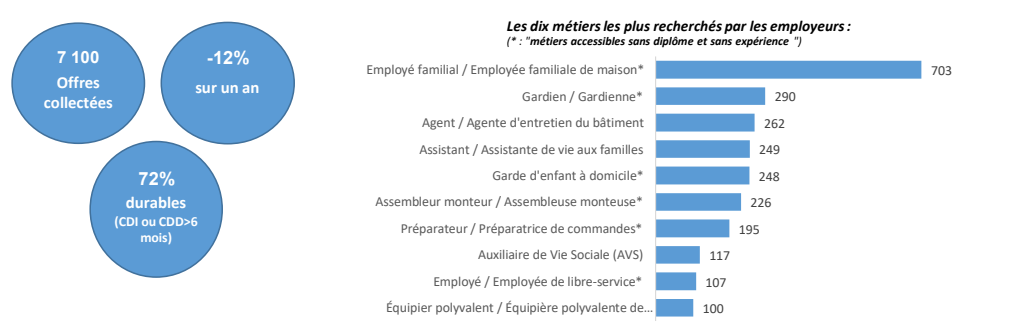 7 100
Offres
collectées
-12%
sur un an
72%
durables
(CDI ou CDD>6
mois)
Les dix métiers les plus recherchés par les employeurs :
(* : "métiers accessibles sans diplôme et sans expérience ")
Employé familial / Employée familiale de maison* 703
Gardien / Gardienne* 290
Agent / Agente d'entretien du bâtiment 262
Assistant / Assistante de vie aux familles 249
Garde d'enfant à domicile* 248
Assembleur monteur / Assembleuse monteuse* 226
Préparateur / Préparatrice de commandes* 195
Auxiliaire de Vie Sociale (AVS) 117
Employé / Employée de libre-service* 107
Équipier polyvalent / Équipière polyvalente de... 100